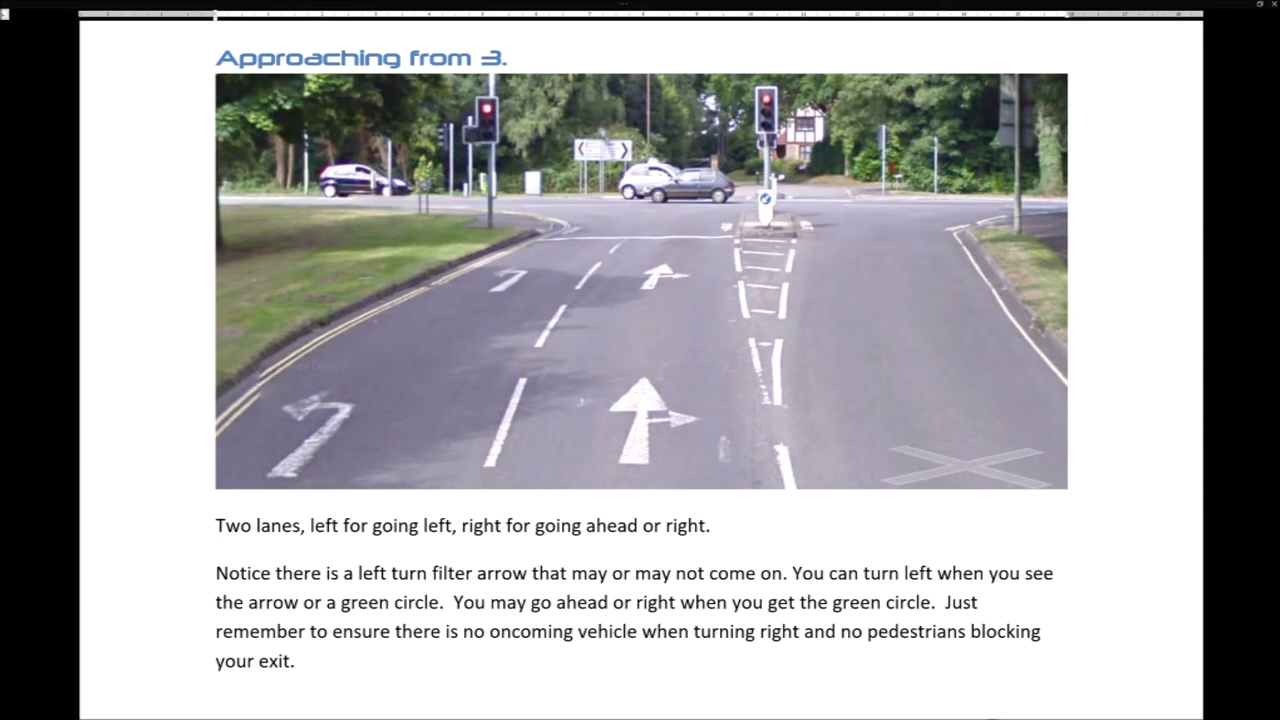 Approaching from 3.
Two lanes, left for going left, right for going ahead or right.
Notice there is a left turn filter arrow that may or may not come on. You can turn left when you see
the arrow or a green circle.  You may go ahead or right when you get the green circle.  Just
remember to ensure there is no oncoming vehicle when turning right and no pedestrians blocking
your exit.